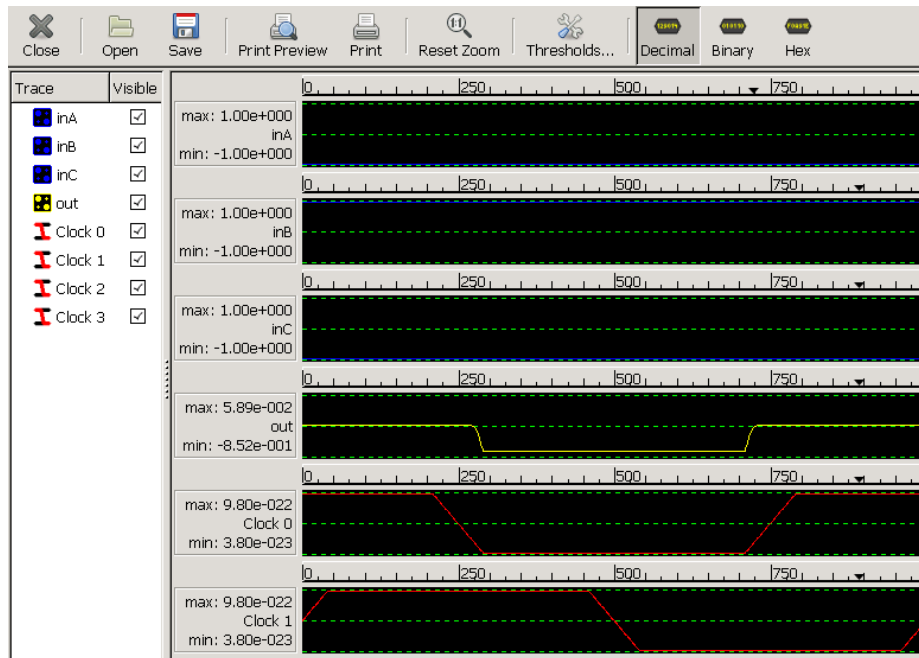 Close Open Save Print Preview Print Reset Zoom Thresholds... Decimal Binary Hex
Trace Visible
inA
inB
inC
out
Clock 0
Clock 1
Clock 2
Clock 3
0 250 500 750
max: 1.00e+000
inA
min: -1.00e+000
0 250 500 750
max: 1.00e+000
inB
min: -1.00e+000
0 250 500 750
max: 1.00e+000
inC
min: -1.00e+000
0 250 500 750
max: 5.89e-002
out
min: -8.52e-001
0 250 500 750
max: 9.80e-022
Clock 0
min: 3.80e-023
0 250 500 750
max: 9.80e-022
Clock 1
min: 3.80e-023